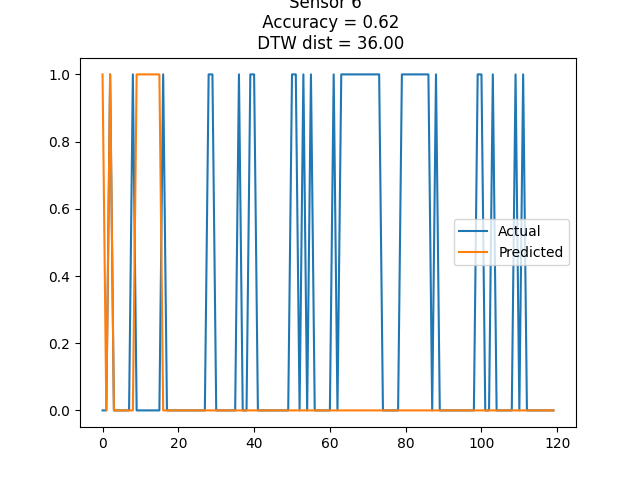 Sensor 6
Accuracy = 0.62
DTW dist = 36.00
1.0
0.8
0.6
0.4
0.2
0.0
Actual
Predicted
0 20 40 60 80 100 120